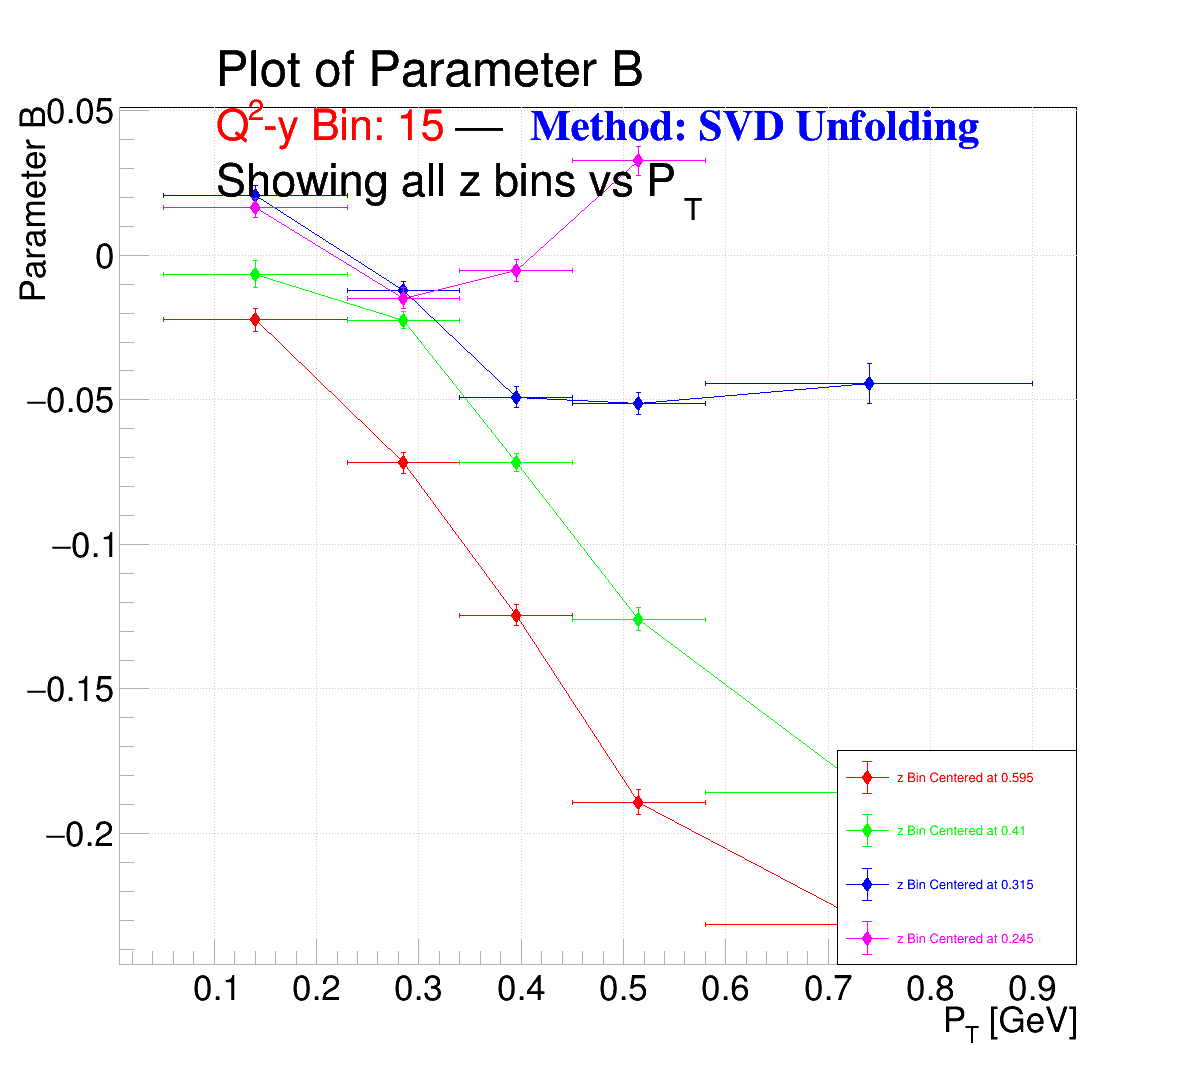 Plot of Parameter B
Q²-y Bin: 15 — Method: SVD Unfolding
Showing all z bins vs P_T
Parameter B
0.05
0
−0.05
−0.1
−0.15
−0.2
z Bin Centered at 0.595
z Bin Centered at 0.41
z Bin Centered at 0.315
z Bin Centered at 0.245
0.1 0.2 0.3 0.4 0.5 0.6 0.7 0.8 0.9
P_T [GeV]